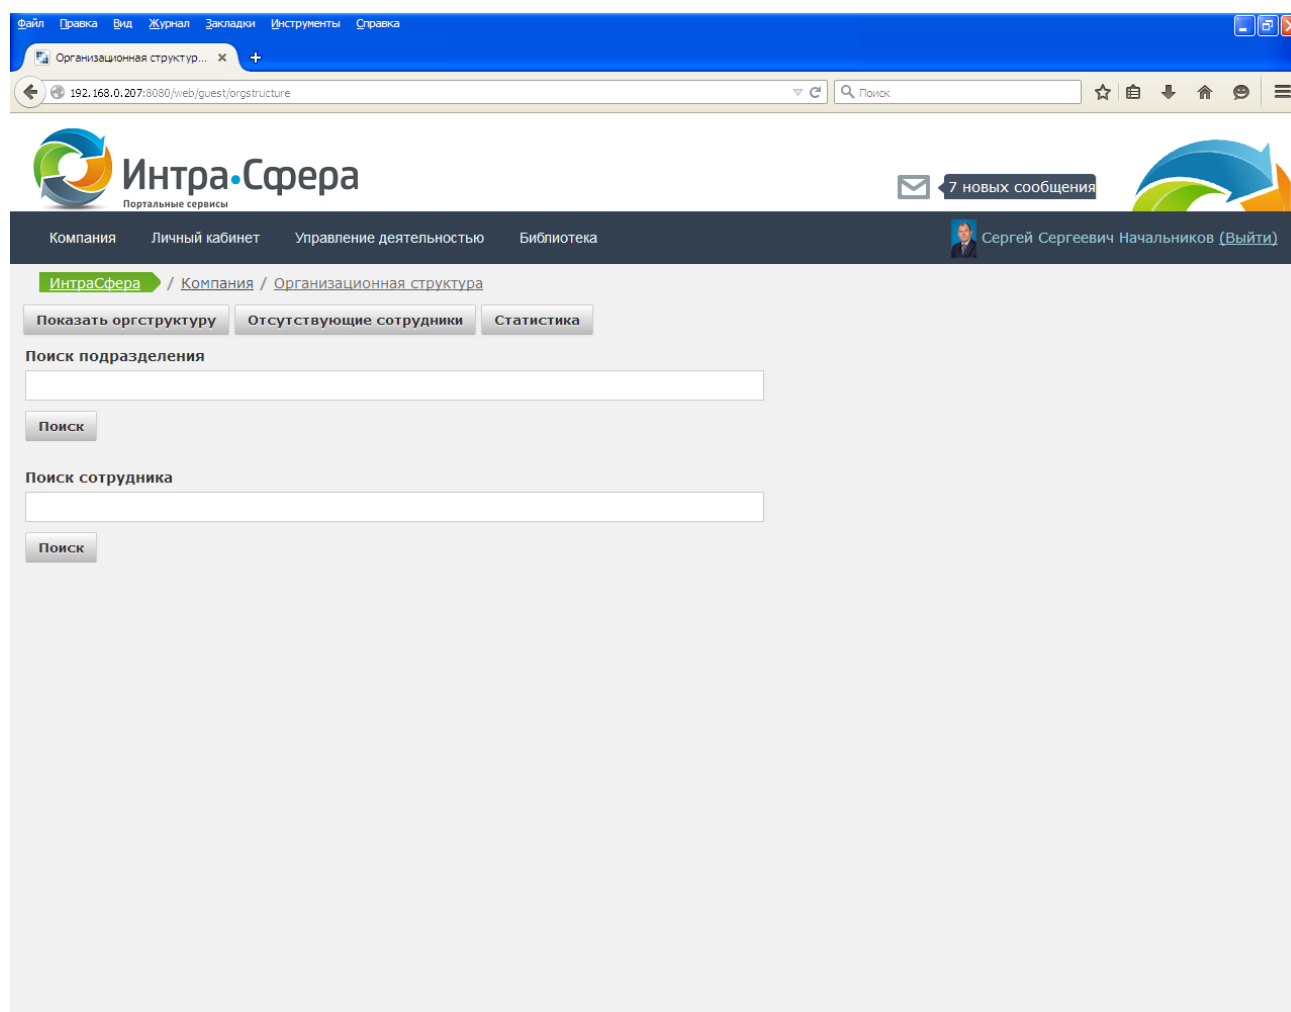 Файл Правка Вид Журнал Закладки Инструменты Справка
Организационная структур...
192.168.0.207:8080/web/guest/orgstructure
Поиск
Интра•Сфера
Портальные сервисы
7 новых сообщения
Компания Личный кабинет Управление деятельностью Библиотека
Сергей Сергеевич Начальников (Выйти)
ИнтраСфера / Компания / Организационная структура
Показать оргструктуру Отсутствующие сотрудники Статистика
Поиск подразделения
Поиск
Поиск сотрудника
Поиск